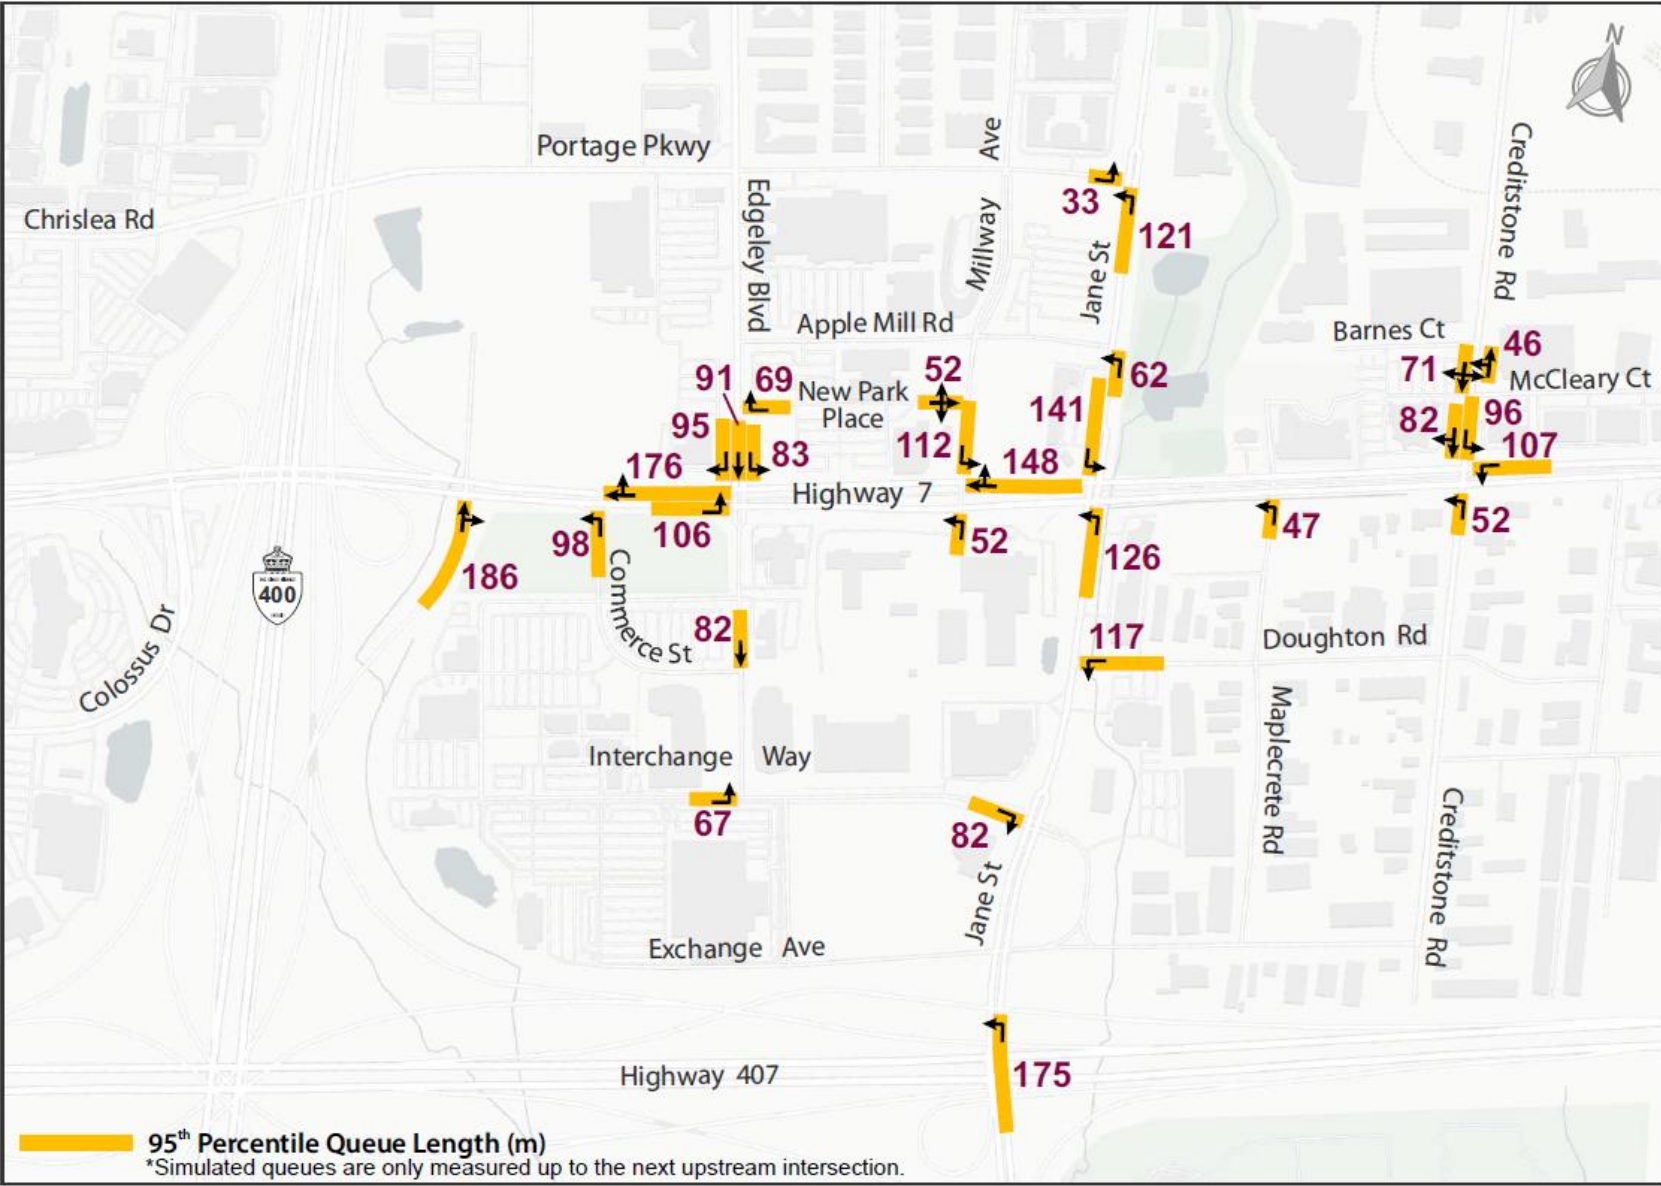 N
Portage Pkwy
Ave
Creditstone Rd
Chrislea Rd
Edgeley Blvd
Millway
33
121
Jane St
Apple Mill Rd
Barnes Ct
46
71
McCleary Ct
52
62
91
69
New Park
Place
141
95
112
82
96
83
107
176
148
Highway 7
106
98
52
126
47
52
186
400
Commerce St
82
117
Doughton Rd
Colossus Dr
Maplecrete Rd
Interchange Way
67
82
Creditstone Rd
Jane St
Exchange Ave
175
Highway 407
95th Percentile Queue Length (m)
*Simulated queues are only measured up to the next upstream intersection.